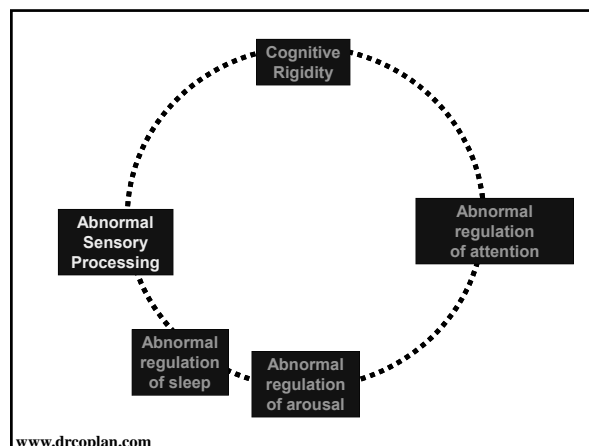 Cognitive
Rigidity
Abnormal
regulation
of attention
Abnormal
Sensory
Processing
Abnormal
regulation
of sleep
Abnormal
regulation
of arousal
www.drcoplan.com